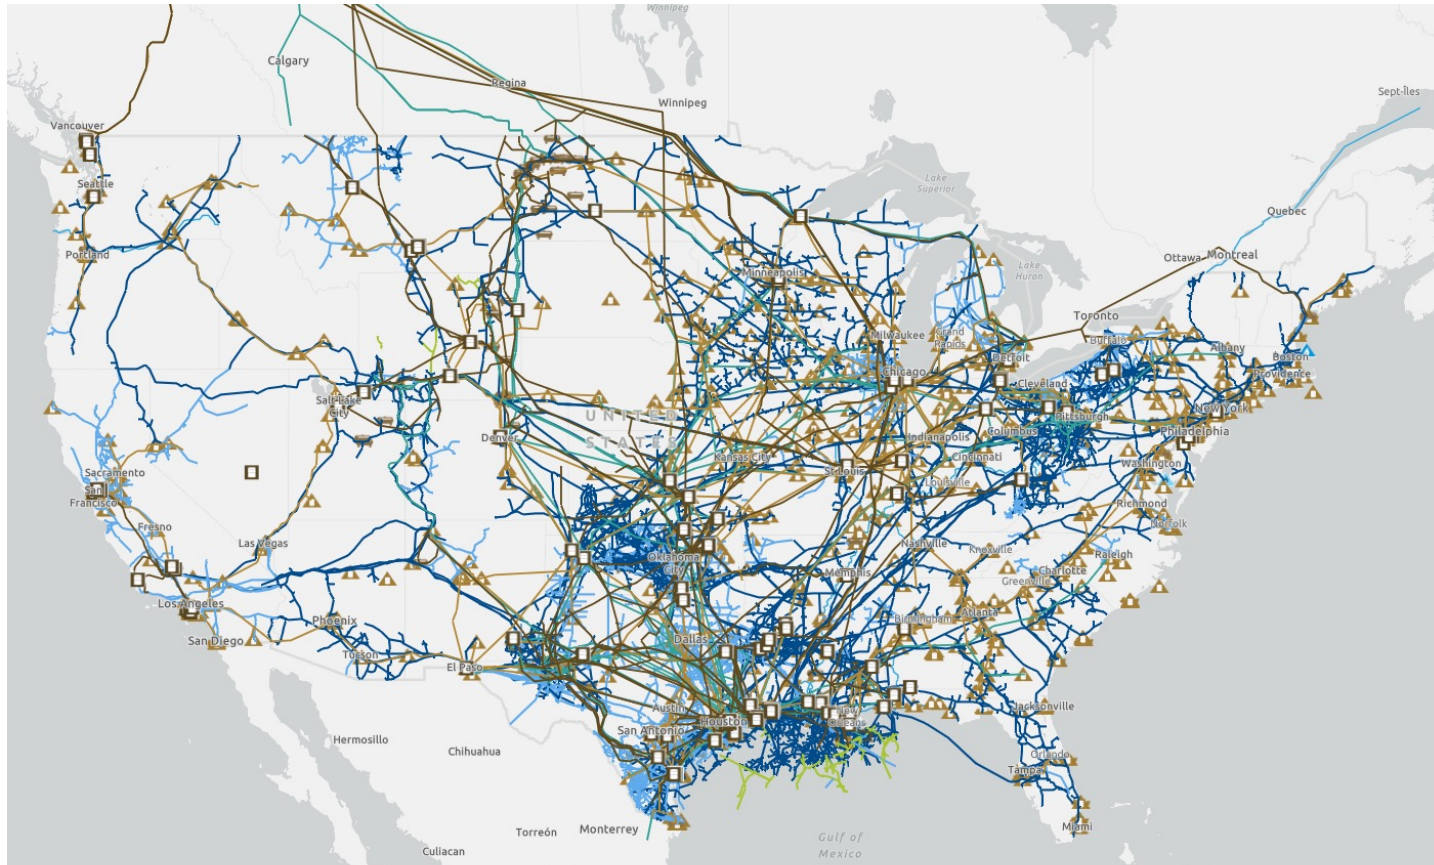 Winnipeg
Calgary
Regina
Winnipeg
Sept-Îles
Vancouver
Lake
Superior
Seattle
Quebec
Portland
Ottawa
Montreal
Lake
Huron
Minneapolis
Toronto
Milwaukee
Grand
Rapids
Buffalo
Albany
Detroit
Boston
Chicago
Providence
Cleveland
Salt Lake
City
New York
UNITED
STATES
Pittsburgh
Denver
Columbus
Philadelphia
Indianapolis
Kansas City
Cincinnati
Washington
Sacramento
St Louis
Louisville
San
Francisco
Richmond
Fresno
Norfolk
Las Vegas
Nashville
Knoxville
Raleigh
Oklahoma
City
Memphis
Charlotte
Greenville
Los Angeles
Atlanta
Phoenix
Birmingham
San Diego
Dallas
Tucson
El Paso
Austin
Jacksonville
Houston
New
Orleans
San Antonio
Hermosillo
Chihuahua
Orlando
Tampa
Miami
Torreón
Monterrey
Gulf of
Mexico
Culiacan